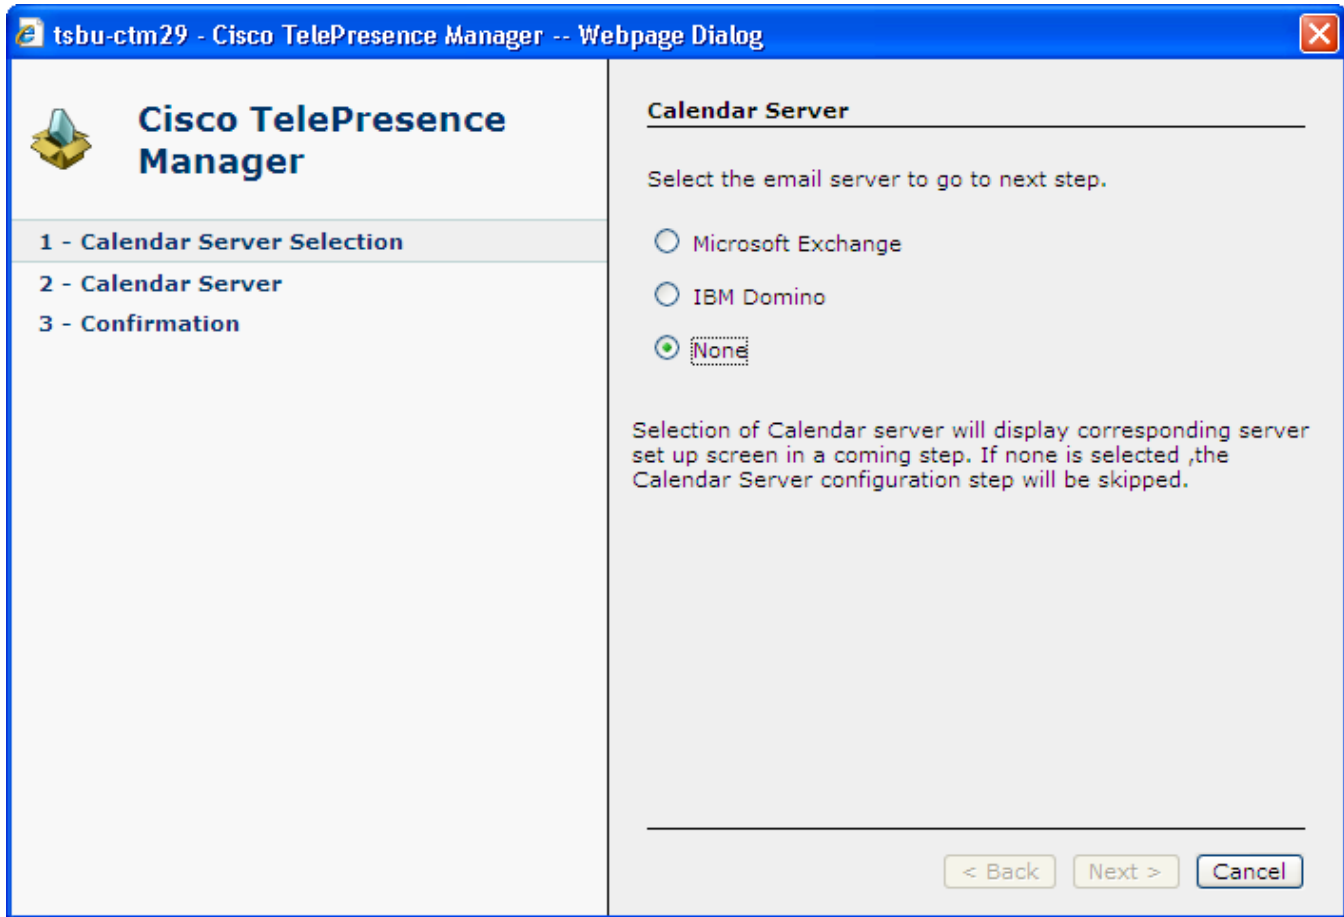 tsbu-ctm29 - Cisco TelePresence Manager -- Webpage Dialog
Cisco TelePresence
Manager
1 - Calendar Server Selection
2 - Calendar Server
3 - Confirmation
Calendar Server
Select the email server to go to next step.
Microsoft Exchange
IBM Domino
None
Selection of Calendar server will display corresponding server
set up screen in a coming step. If none is selected ,the
Calendar Server configuration step will be skipped.
< Back
Next >
Cancel